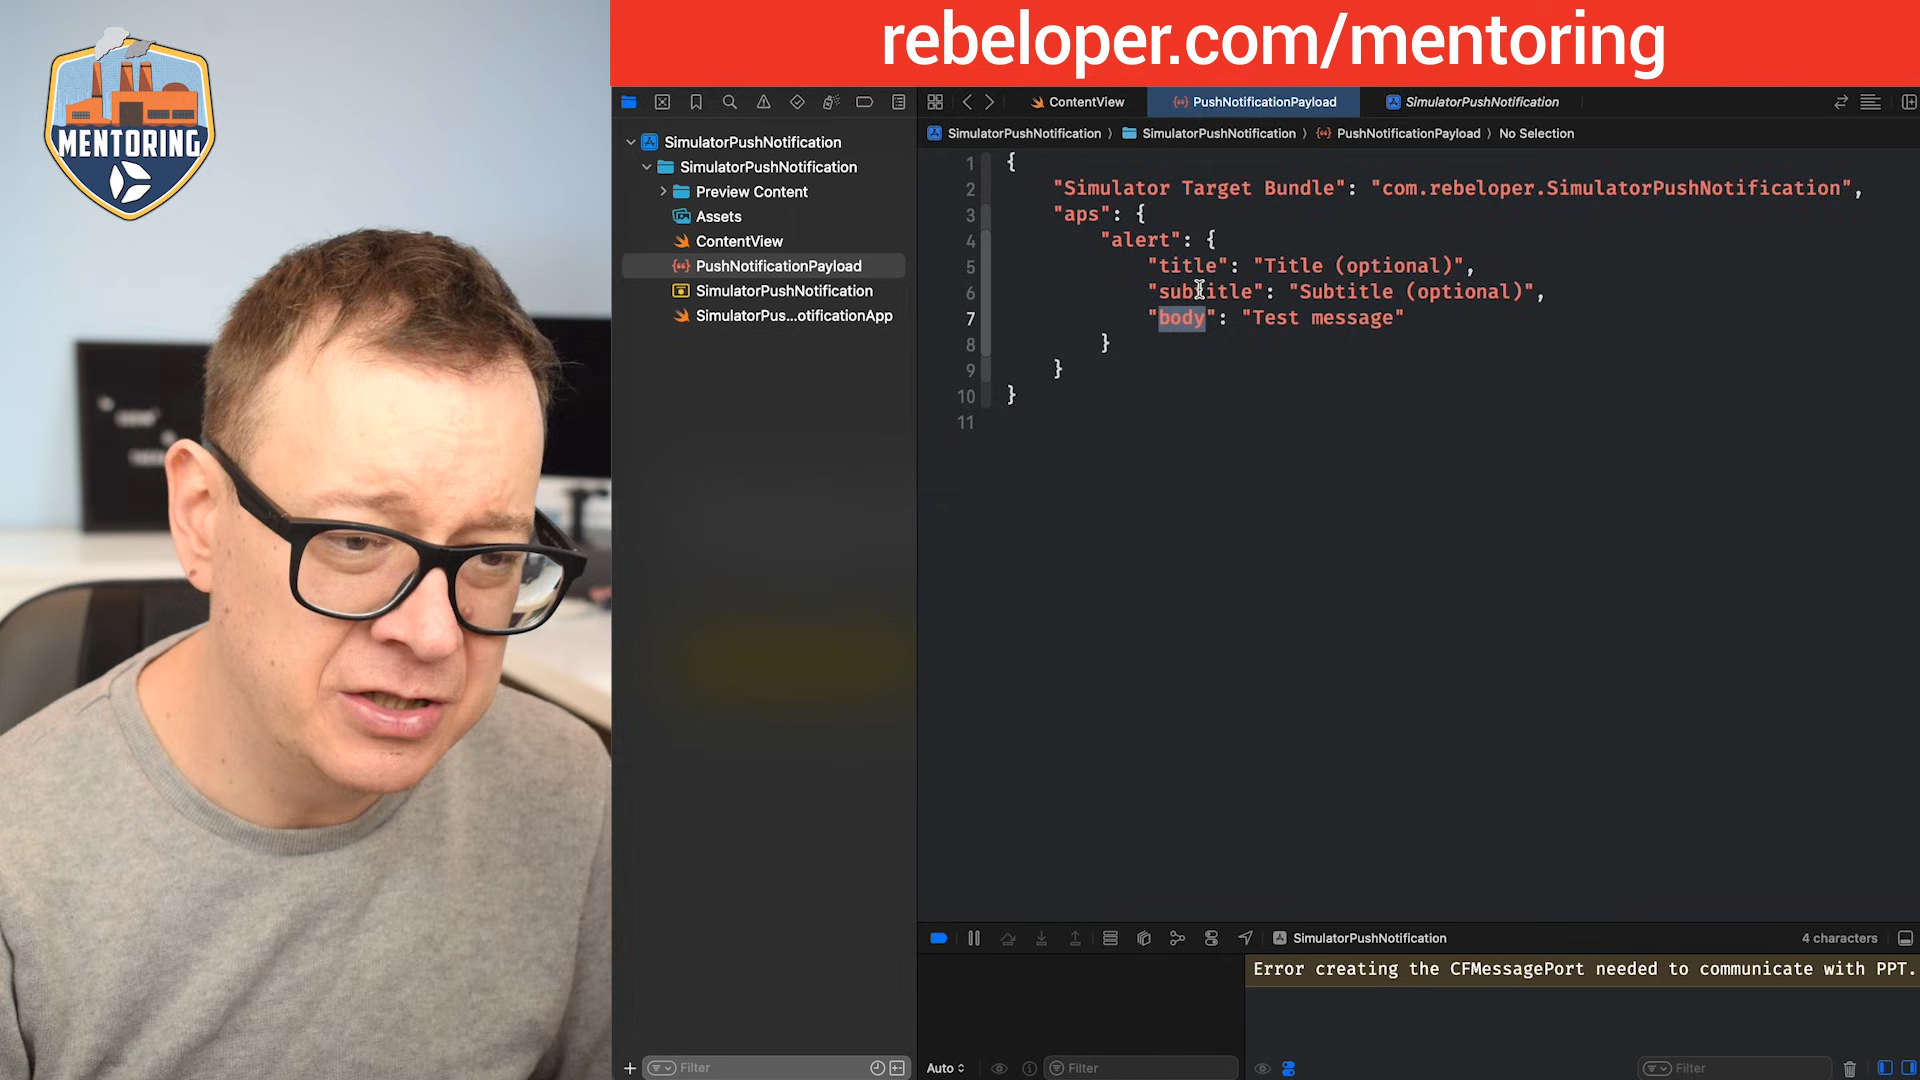 rebeloper.com/mentoring
MENTORING
ContentView
PushNotificationPayload
SimulatorPushNotification
SimulatorPushNotification
SimulatorPushNotification
Preview Content
Assets
ContentView
PushNotificationPayload
SimulatorPushNotification
SimulatorPus...otificationApp
SimulatorPushNotification
SimulatorPushNotification
PushNotificationPayload
No Selection
1 {
2 "Simulator Target Bundle": "com.rebeloper.SimulatorPushNotification",
3 "aps": {
4 "alert": {
5 "title": "Title (optional)",
6 "subtitle": "Subtitle (optional)",
7 "body": "Test message"
8 }
9 }
10 }
11
SimulatorPushNotification
4 characters
Error creating the CFMessagePort needed to communicate with PPT.
Filter
Auto
Filter
Filter